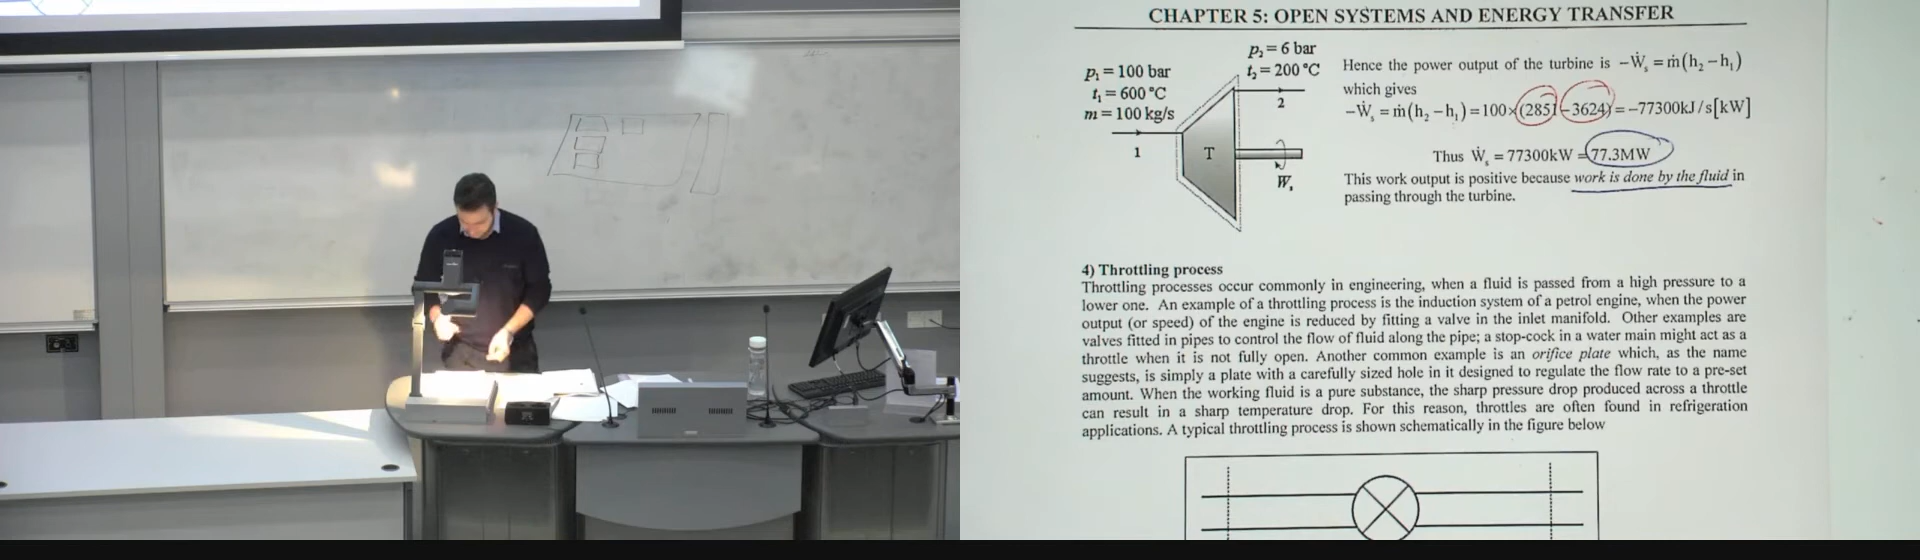 CHAPTER 5: OPEN SYSTEMS AND ENERGY TRANSFER
p₁ = 100 bar
t₁ = 600 °C
ṁ = 100 kg/s
1
p₂ = 6 bar
t₂ = 200 °C
2
T
Ẇₛ
Hence the power output of the turbine is −Ẇₛ = ṁ(h₂ − h₁)
which gives
−Ẇₛ = ṁ(h₂ − h₁) = 100×(2851−3624) = −77300kJ/s[kW]
Thus Ẇₛ = 77300kW = 77.3MW
This work output is positive because work is done by the fluid in
passing through the turbine.
4) Throttling process
Throttling processes occur commonly in engineering, when a fluid is passed from a high pressure to a
lower one. An example of a throttling process is the induction system of a petrol engine, when the power
output (or speed) of the engine is reduced by fitting a valve in the inlet manifold. Other examples are
valves fitted in pipes to control the flow of fluid along the pipe; a stop-cock in a water main might act as a
throttle when it is not fully open. Another common example is an orifice plate which, as the name
suggests, is simply a plate with a carefully sized hole in it designed to regulate the flow rate to a pre-set
amount. When the working fluid is a pure substance, the sharp pressure drop produced across a throttle
can result in a sharp temperature drop. For this reason, throttles are often found in refrigeration
applications. A typical throttling process is shown schematically in the figure below